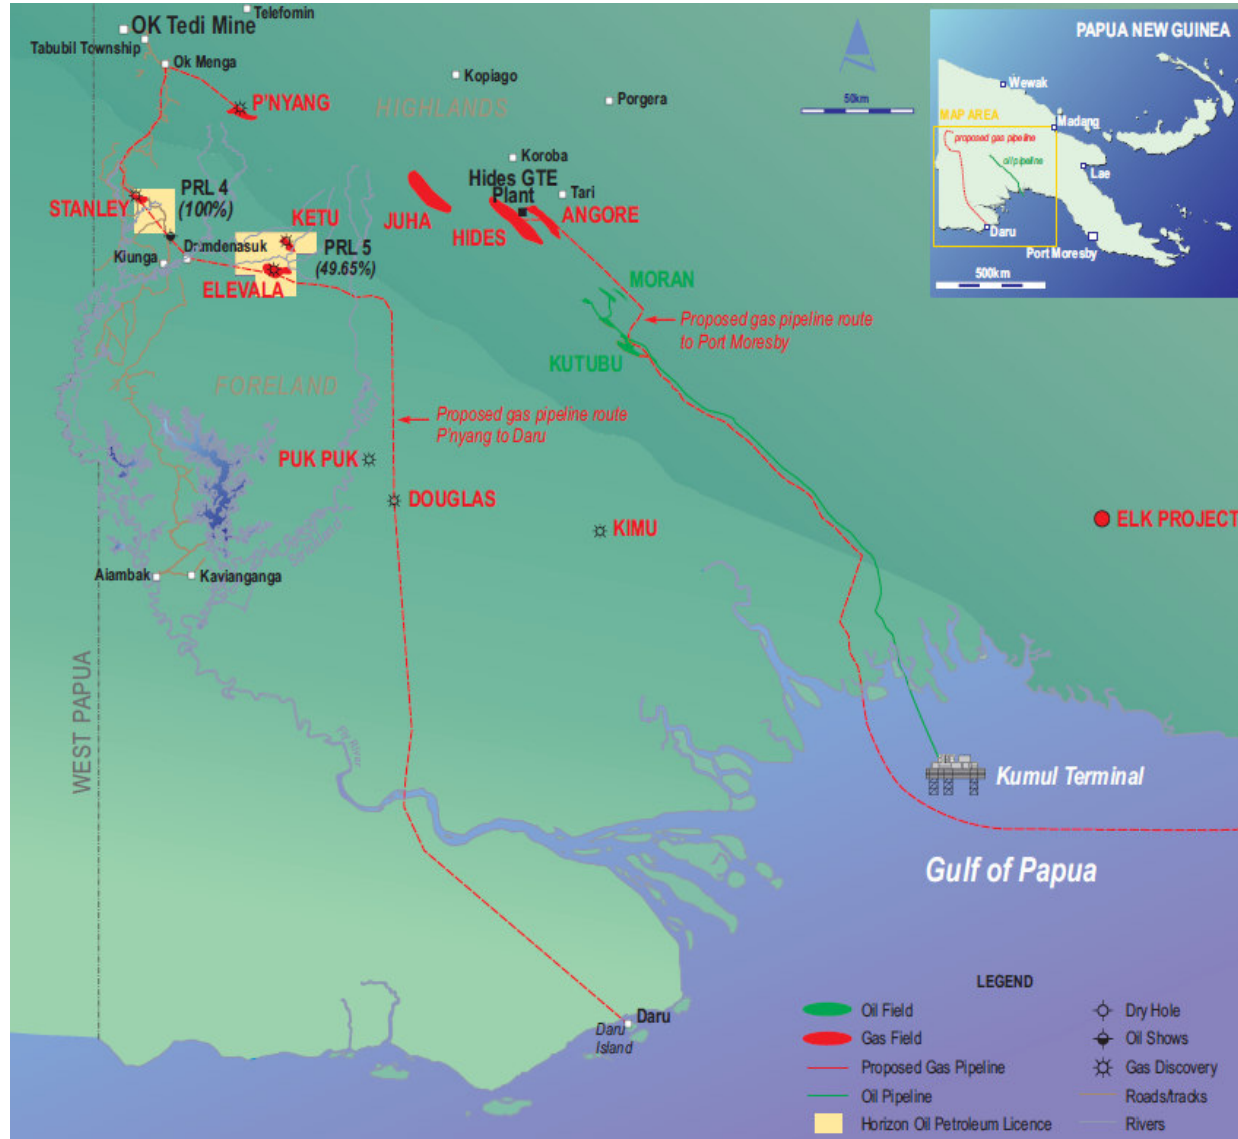 Telefomin
OK Tedi Mine
Tabubil Township
Ok Menga
P'NYANG
HIGHLANDS
Kopiago
Porgera
50km
PAPUA NEW GUINEA
Wewak
MAP AREA
Madang
proposed gas pipeline
oil pipeline
Lae
Daru
Port Moresby
500km
Koroba
Hides GTE
Plant
Tari
PRL 4
(100%)
STANLEY
KETU
JUHA
HIDES
ANGORE
Drimdenasuk
PRL 5
(49.65%)
Kiunga
ELEVALA
MORAN
Proposed gas pipeline route
to Port Moresby
KUTUBU
FORELAND
Proposed gas pipeline route
P'nyang to Daru
PUK PUK
DOUGLAS
KIMU
ELK PROJECT
Aiambak
Kavianganga
WEST PAPUA
Fly River
Kumul Terminal
Gulf of Papua
Daru
Daru
Island
LEGEND
Oil Field
Dry Hole
Gas Field
Oil Shows
Proposed Gas Pipeline
Gas Discovery
Oil Pipeline
Roads/tracks
Horizon Oil Petroleum Licence
Rivers